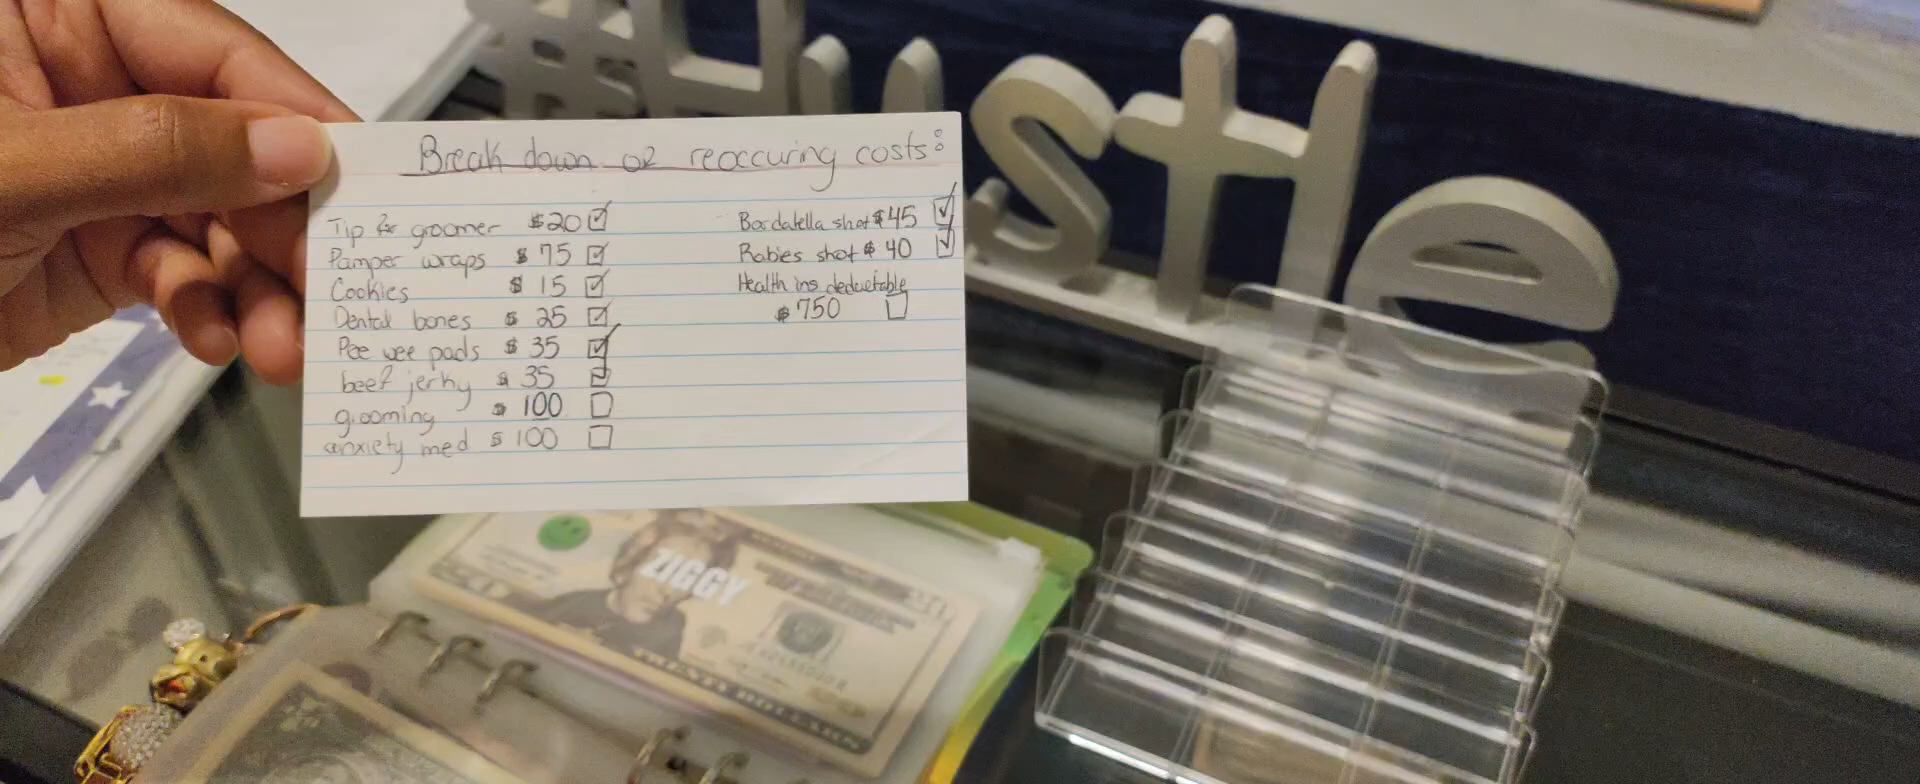 #Hustle
Break down of reoccuring costs:
Tip for groomer $20
Pamper wraps $75
Cookies $15
Dental bones $25
Pee wee pads $35
beef jerky $35
grooming $100
anxiety med $100
Bordatella shot $45
Rabies shot $40
Health ins deductable
$750
ZIGGY
TWENTY DOLLARS